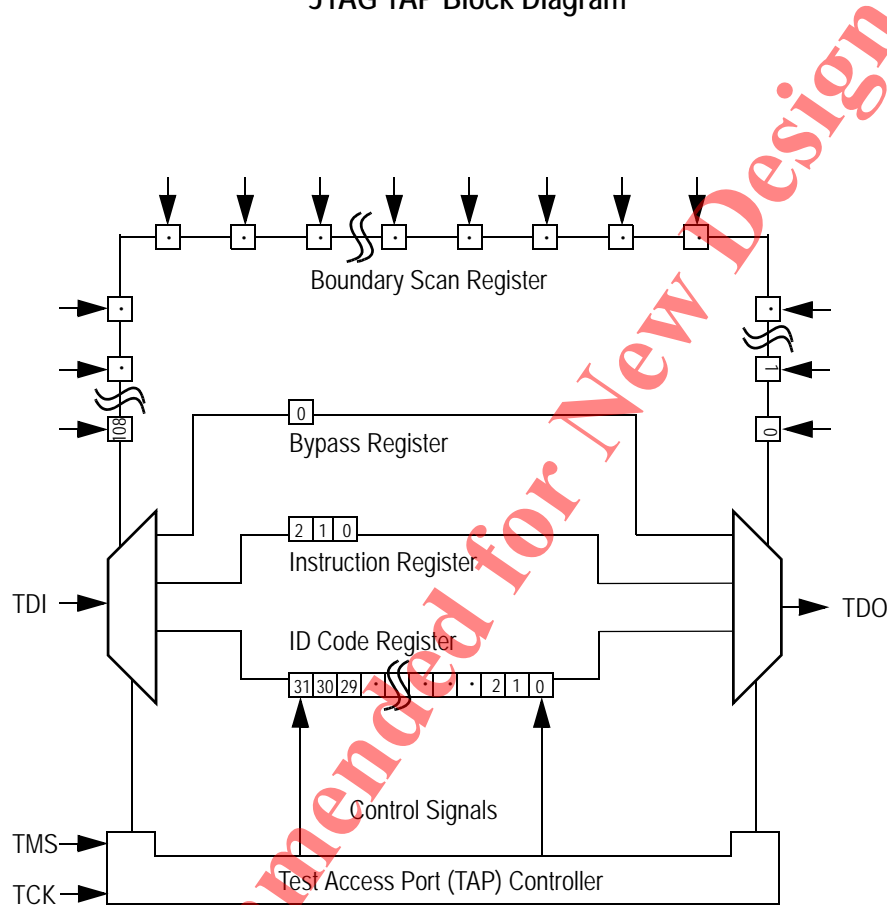 JTAG TAP Block Diagram
Boundary Scan Register
108
1
0
0
Bypass Register
2 1 0
Instruction Register
TDI
TDO
ID Code Register
31 30 29 · · · · 2 1 0
Control Signals
TMS
Test Access Port (TAP) Controller
TCK
mended for New Design